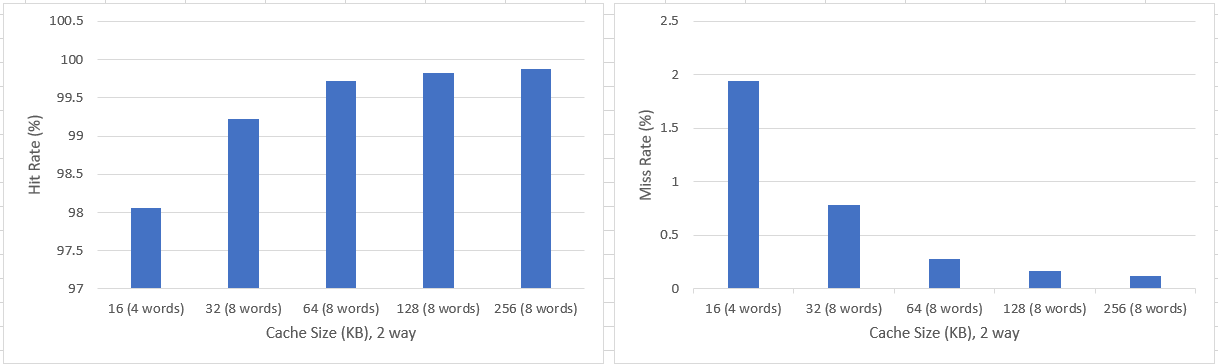 100.5
100
99.5
99
98.5
98
97.5
97
Hit Rate (%)
16 (4 words) 32 (8 words) 64 (8 words) 128 (8 words) 256 (8 words)
Cache Size (KB), 2 way
2.5
2
1.5
1
0.5
0
Miss Rate (%)
16 (4 words) 32 (8 words) 64 (8 words) 128 (8 words) 256 (8 words)
Cache Size (KB), 2 way